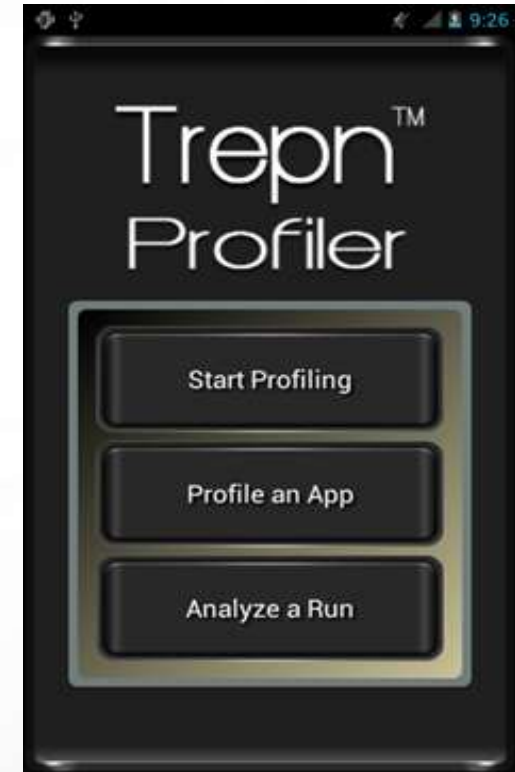 9:26
Trepn™
Profiler
Start Profiling
Profile an App
Analyze a Run